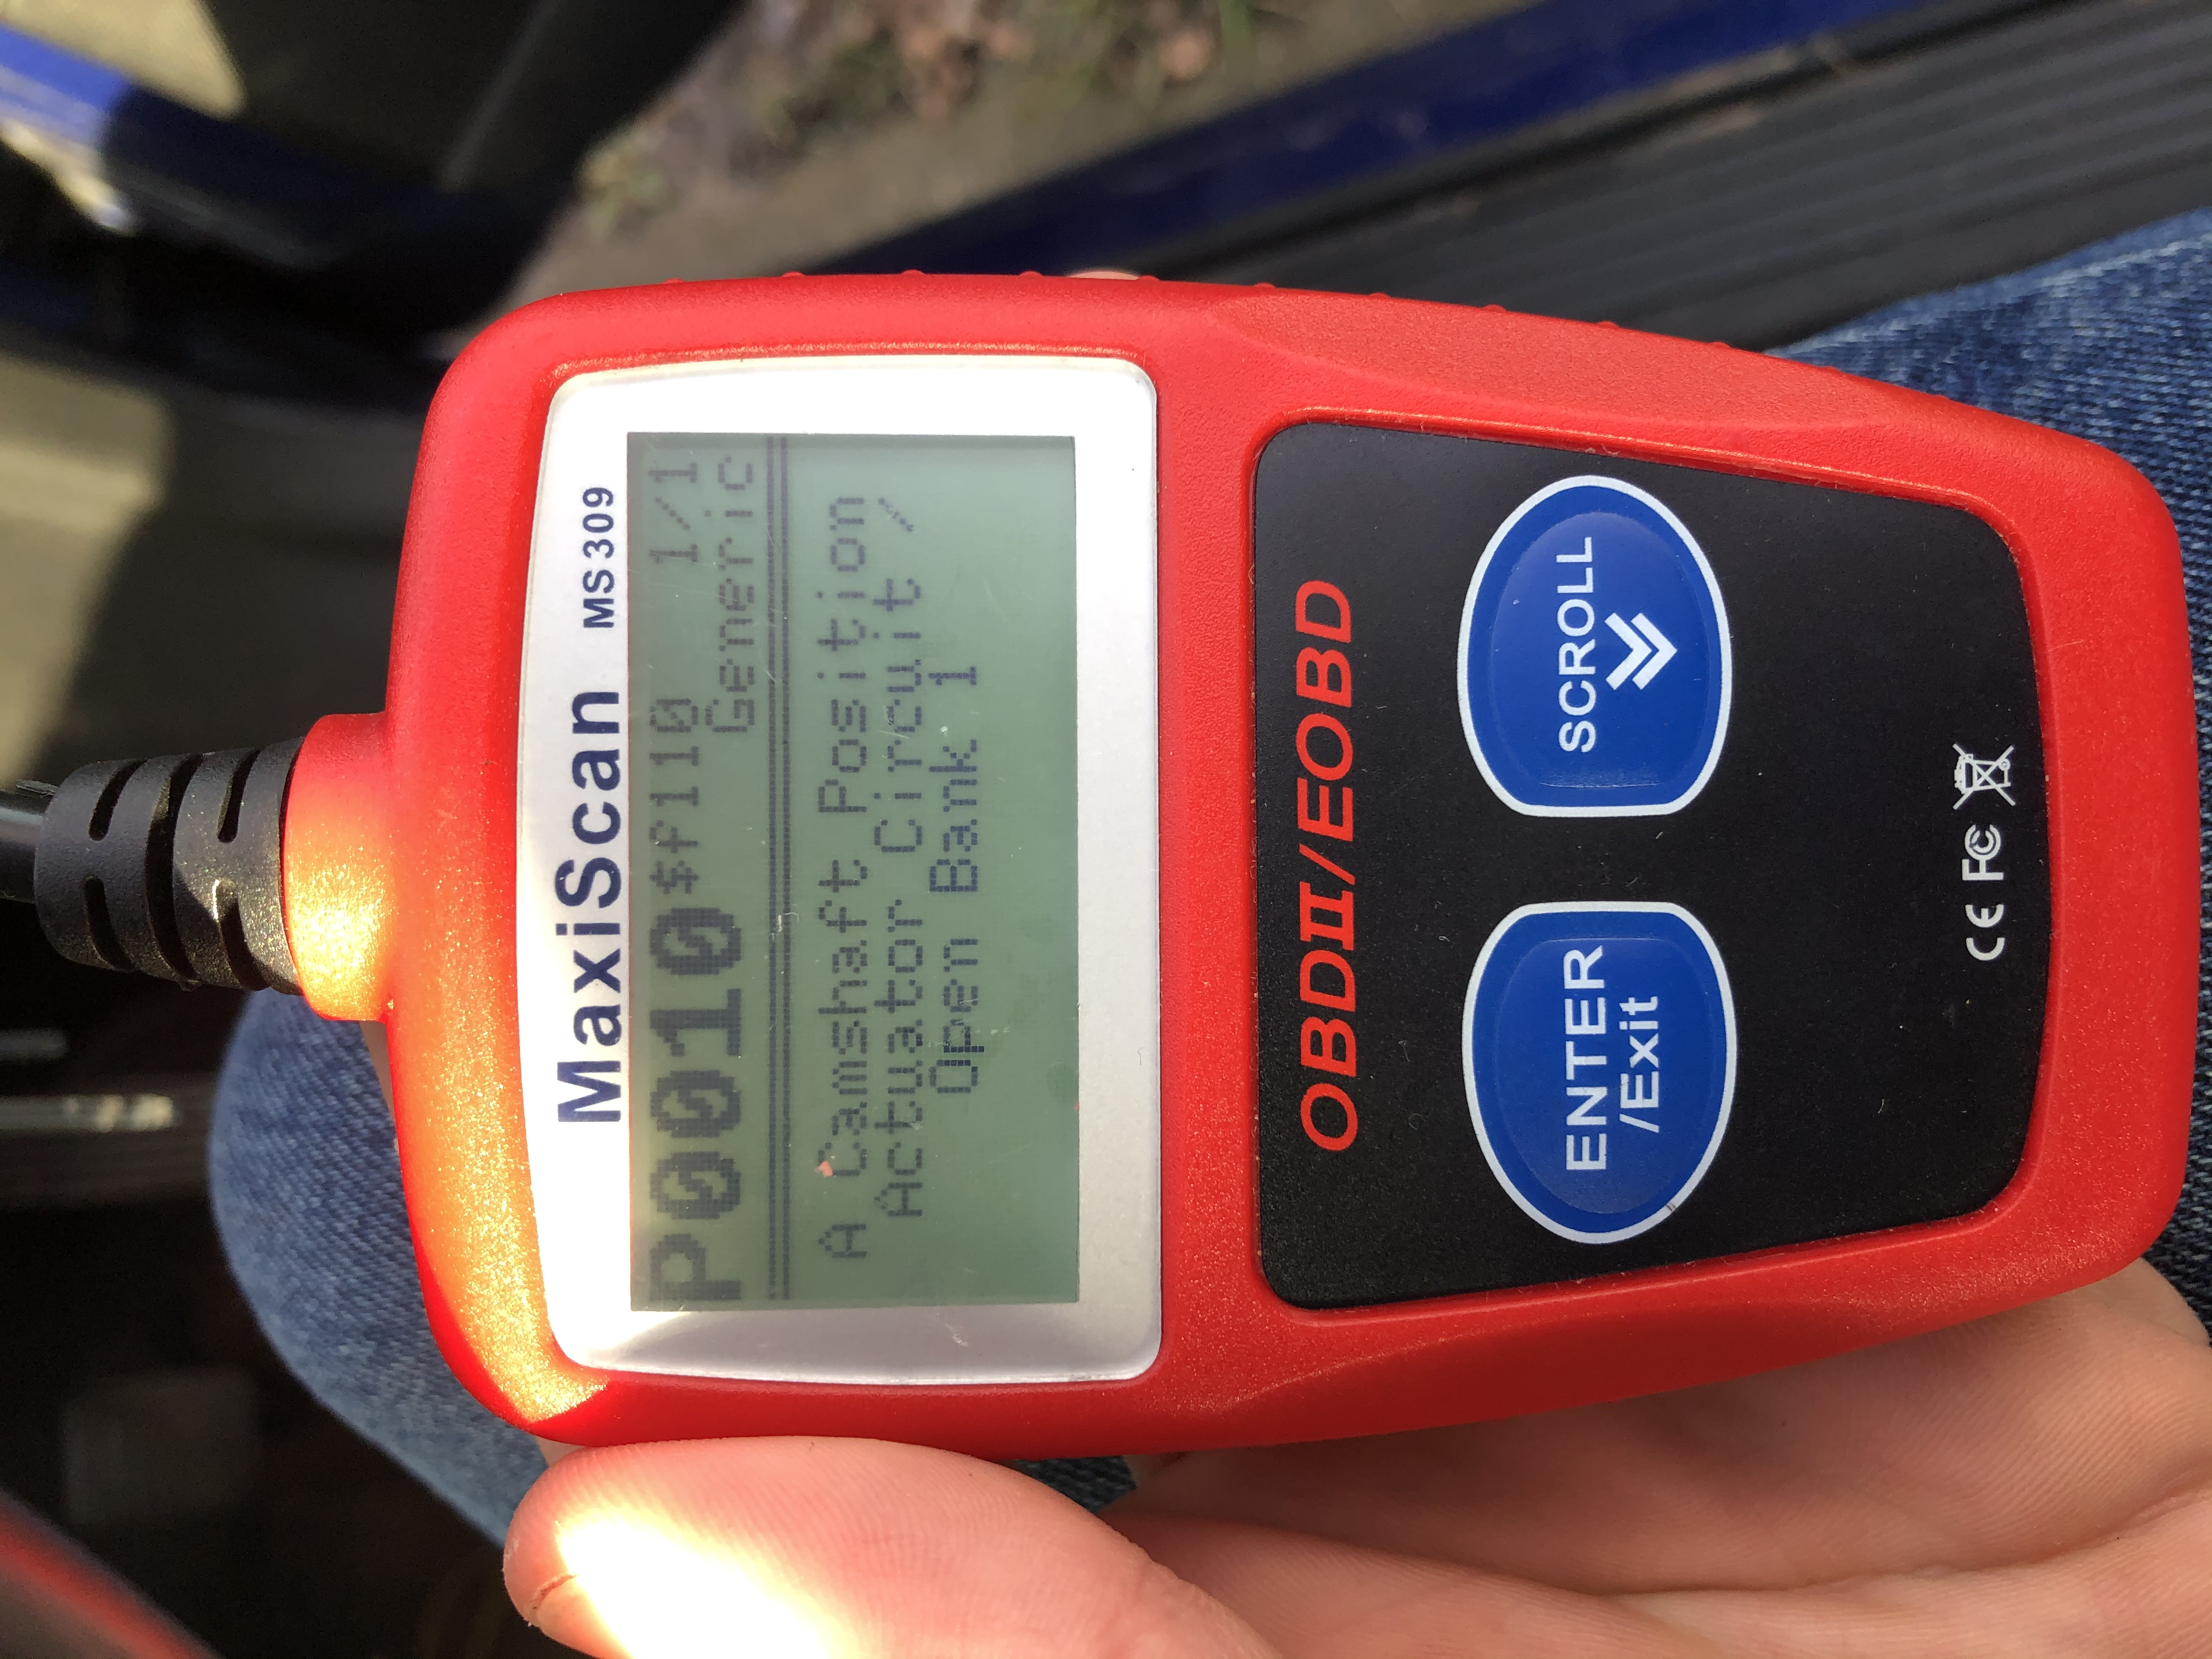 MaxiScan MS309
P0010$f110 1/1
Generic
A Camshaft Position
Actuator Circuit /
Open Bank 1
OBDII/EOBD
ENTER
/Exit
SCROLL
CE FC